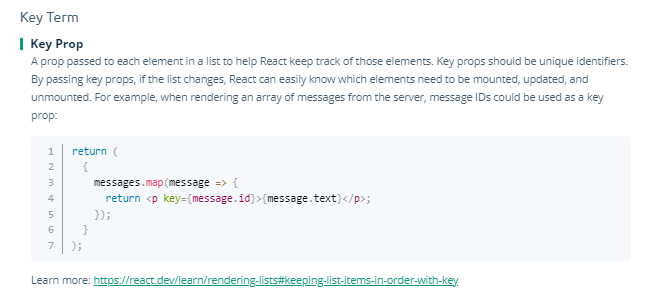 Key Term
Key Prop
A prop passed to each element in a list to help React keep track of those elements. Key props should be unique identifiers.
By passing key props, if the list changes, React can easily know which elements need to be mounted, updated, and
unmounted. For example, when rendering an array of messages from the server, message IDs could be used as a key
prop:
1 return (
2   {
3     messages.map(message => {
4       return <p key={message.id}>{message.text}</p>;
5     });
6   }
7 );
Learn more: https://react.dev/learn/rendering-lists#keeping-list-items-in-order-with-key